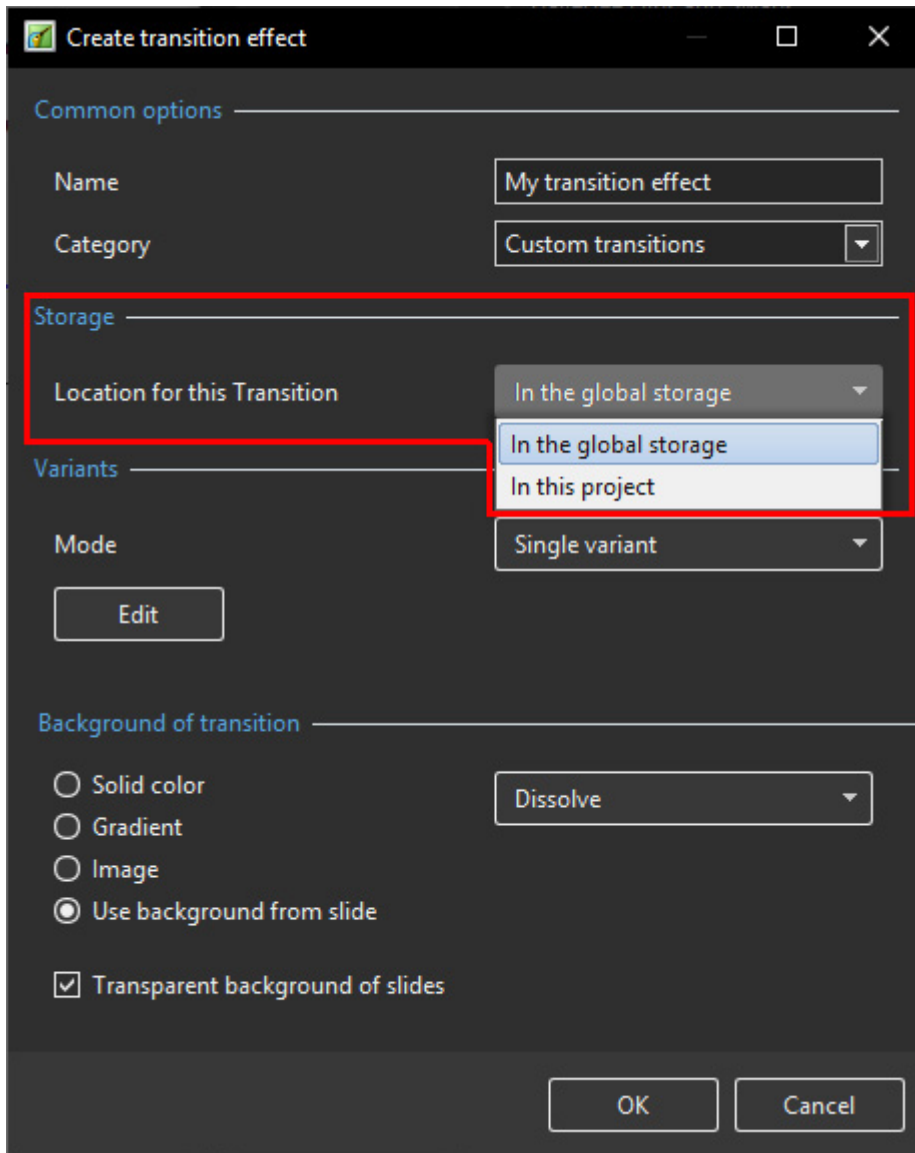 Create transition effect
Common options
Name
My transition effect
Category
Custom transitions
Storage
Location for this Transition
In the global storage
In the global storage
In this project
Variants
Mode
Single variant
Edit
Background of transition
Solid color
Dissolve
Gradient
Image
Use background from slide
Transparent background of slides
OK
Cancel